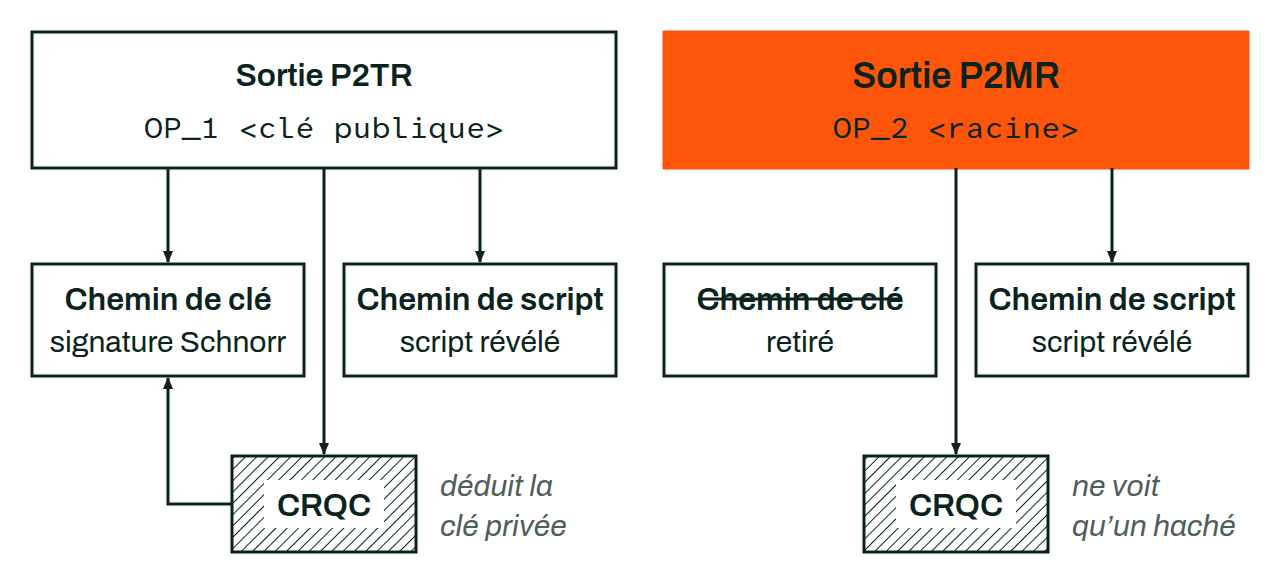 Sortie P2TR
OP_1 <clé publique>
Chemin de clé
signature Schnorr
Chemin de script
script révélé
CRQC
déduit la
clé privée
Sortie P2MR
OP_2 <racine>
Chemin de clé
retiré
Chemin de script
script révélé
CRQC
ne voit
qu’un haché